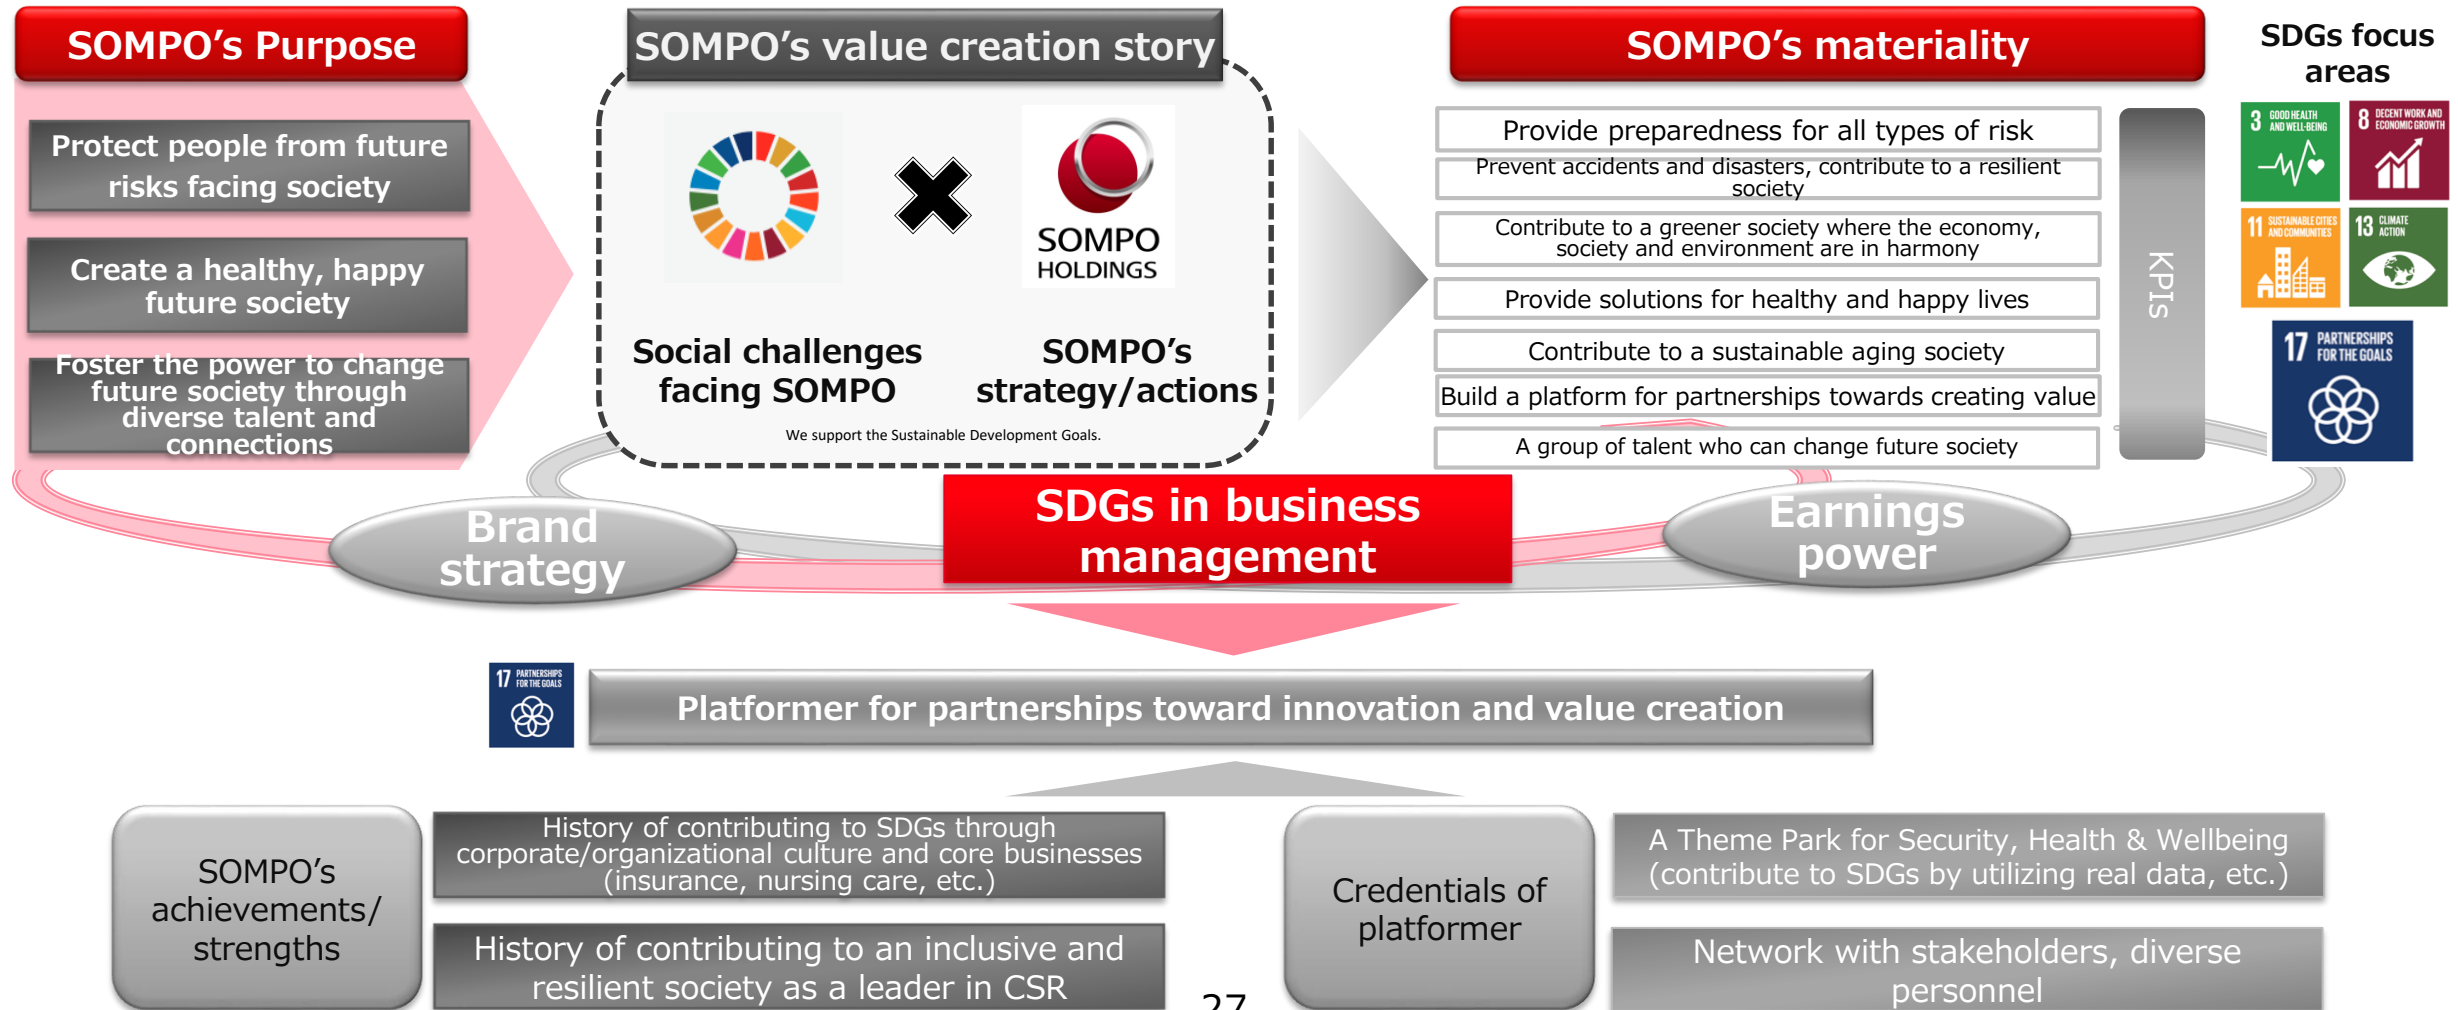 SOMPO's Purpose
Protect people from future
risks facing society
Create a healthy, happy
future society
Foster the power to change
future society through
diverse talent and
connections
SOMPO's value creation story
SOMPO
HOLDINGS
Social challenges
facing SOMPO
SOMPO's
strategy/actions
We support the Sustainable Development Goals.
SOMPO's materiality
Provide preparedness for all types of risk
Prevent accidents and disasters, contribute to a resilient
society
Contribute to a greener society where the economy,
society and environment are in harmony
Provide solutions for healthy and happy lives
Contribute to a sustainable aging society
Build a platform for partnerships towards creating value
A group of talent who can change future society
KPIs
SDGs focus
areas
3 GOOD HEALTH
AND WELL-BEING
8 DECENT WORK AND
ECONOMIC GROWTH
11 SUSTAINABLE CITIES
AND COMMUNITIES
13 CLIMATE
ACTION
17 PARTNERSHIPS
FOR THE GOALS
Brand
strategy
SDGs in business
management
Earnings
power
17 PARTNERSHIPS
FOR THE GOALS
Platformer for partnerships toward innovation and value creation
SOMPO's
achievements/
strengths
History of contributing to SDGs through
corporate/organizational culture and core businesses
(insurance, nursing care, etc.)
History of contributing to an inclusive and
resilient society as a leader in CSR
Credentials of
platformer
A Theme Park for Security, Health & Wellbeing
(contribute to SDGs by utilizing real data, etc.)
Network with stakeholders, diverse
personnel
27